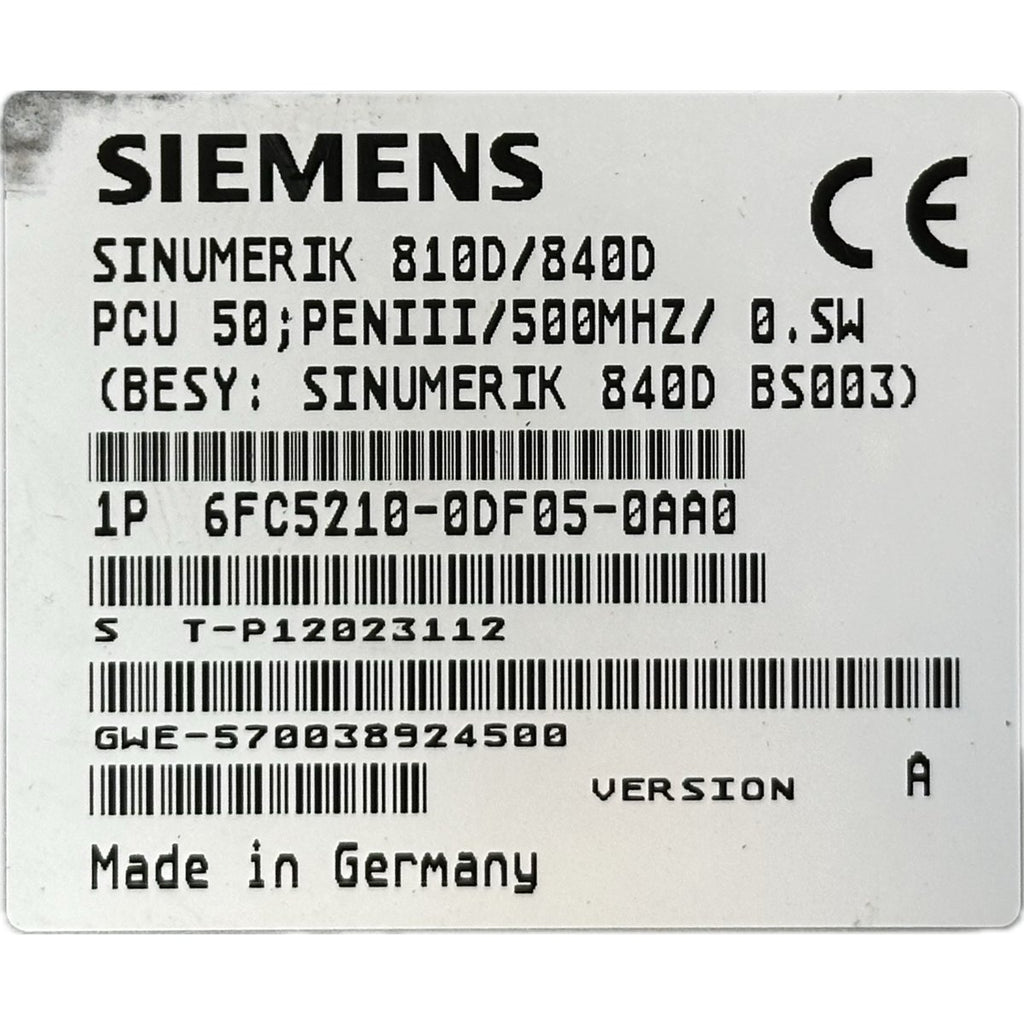 SIEMENS
CE
SINUMERIK 810D/840D
PCU 50;PENIII/500MHZ/ 0.SW
(BESY: SINUMERIK 840D BS003)
1P 6FC5210-0DF05-0AA0
S T-P12023112
GWE-570038924500
VERSION A
Made in Germany